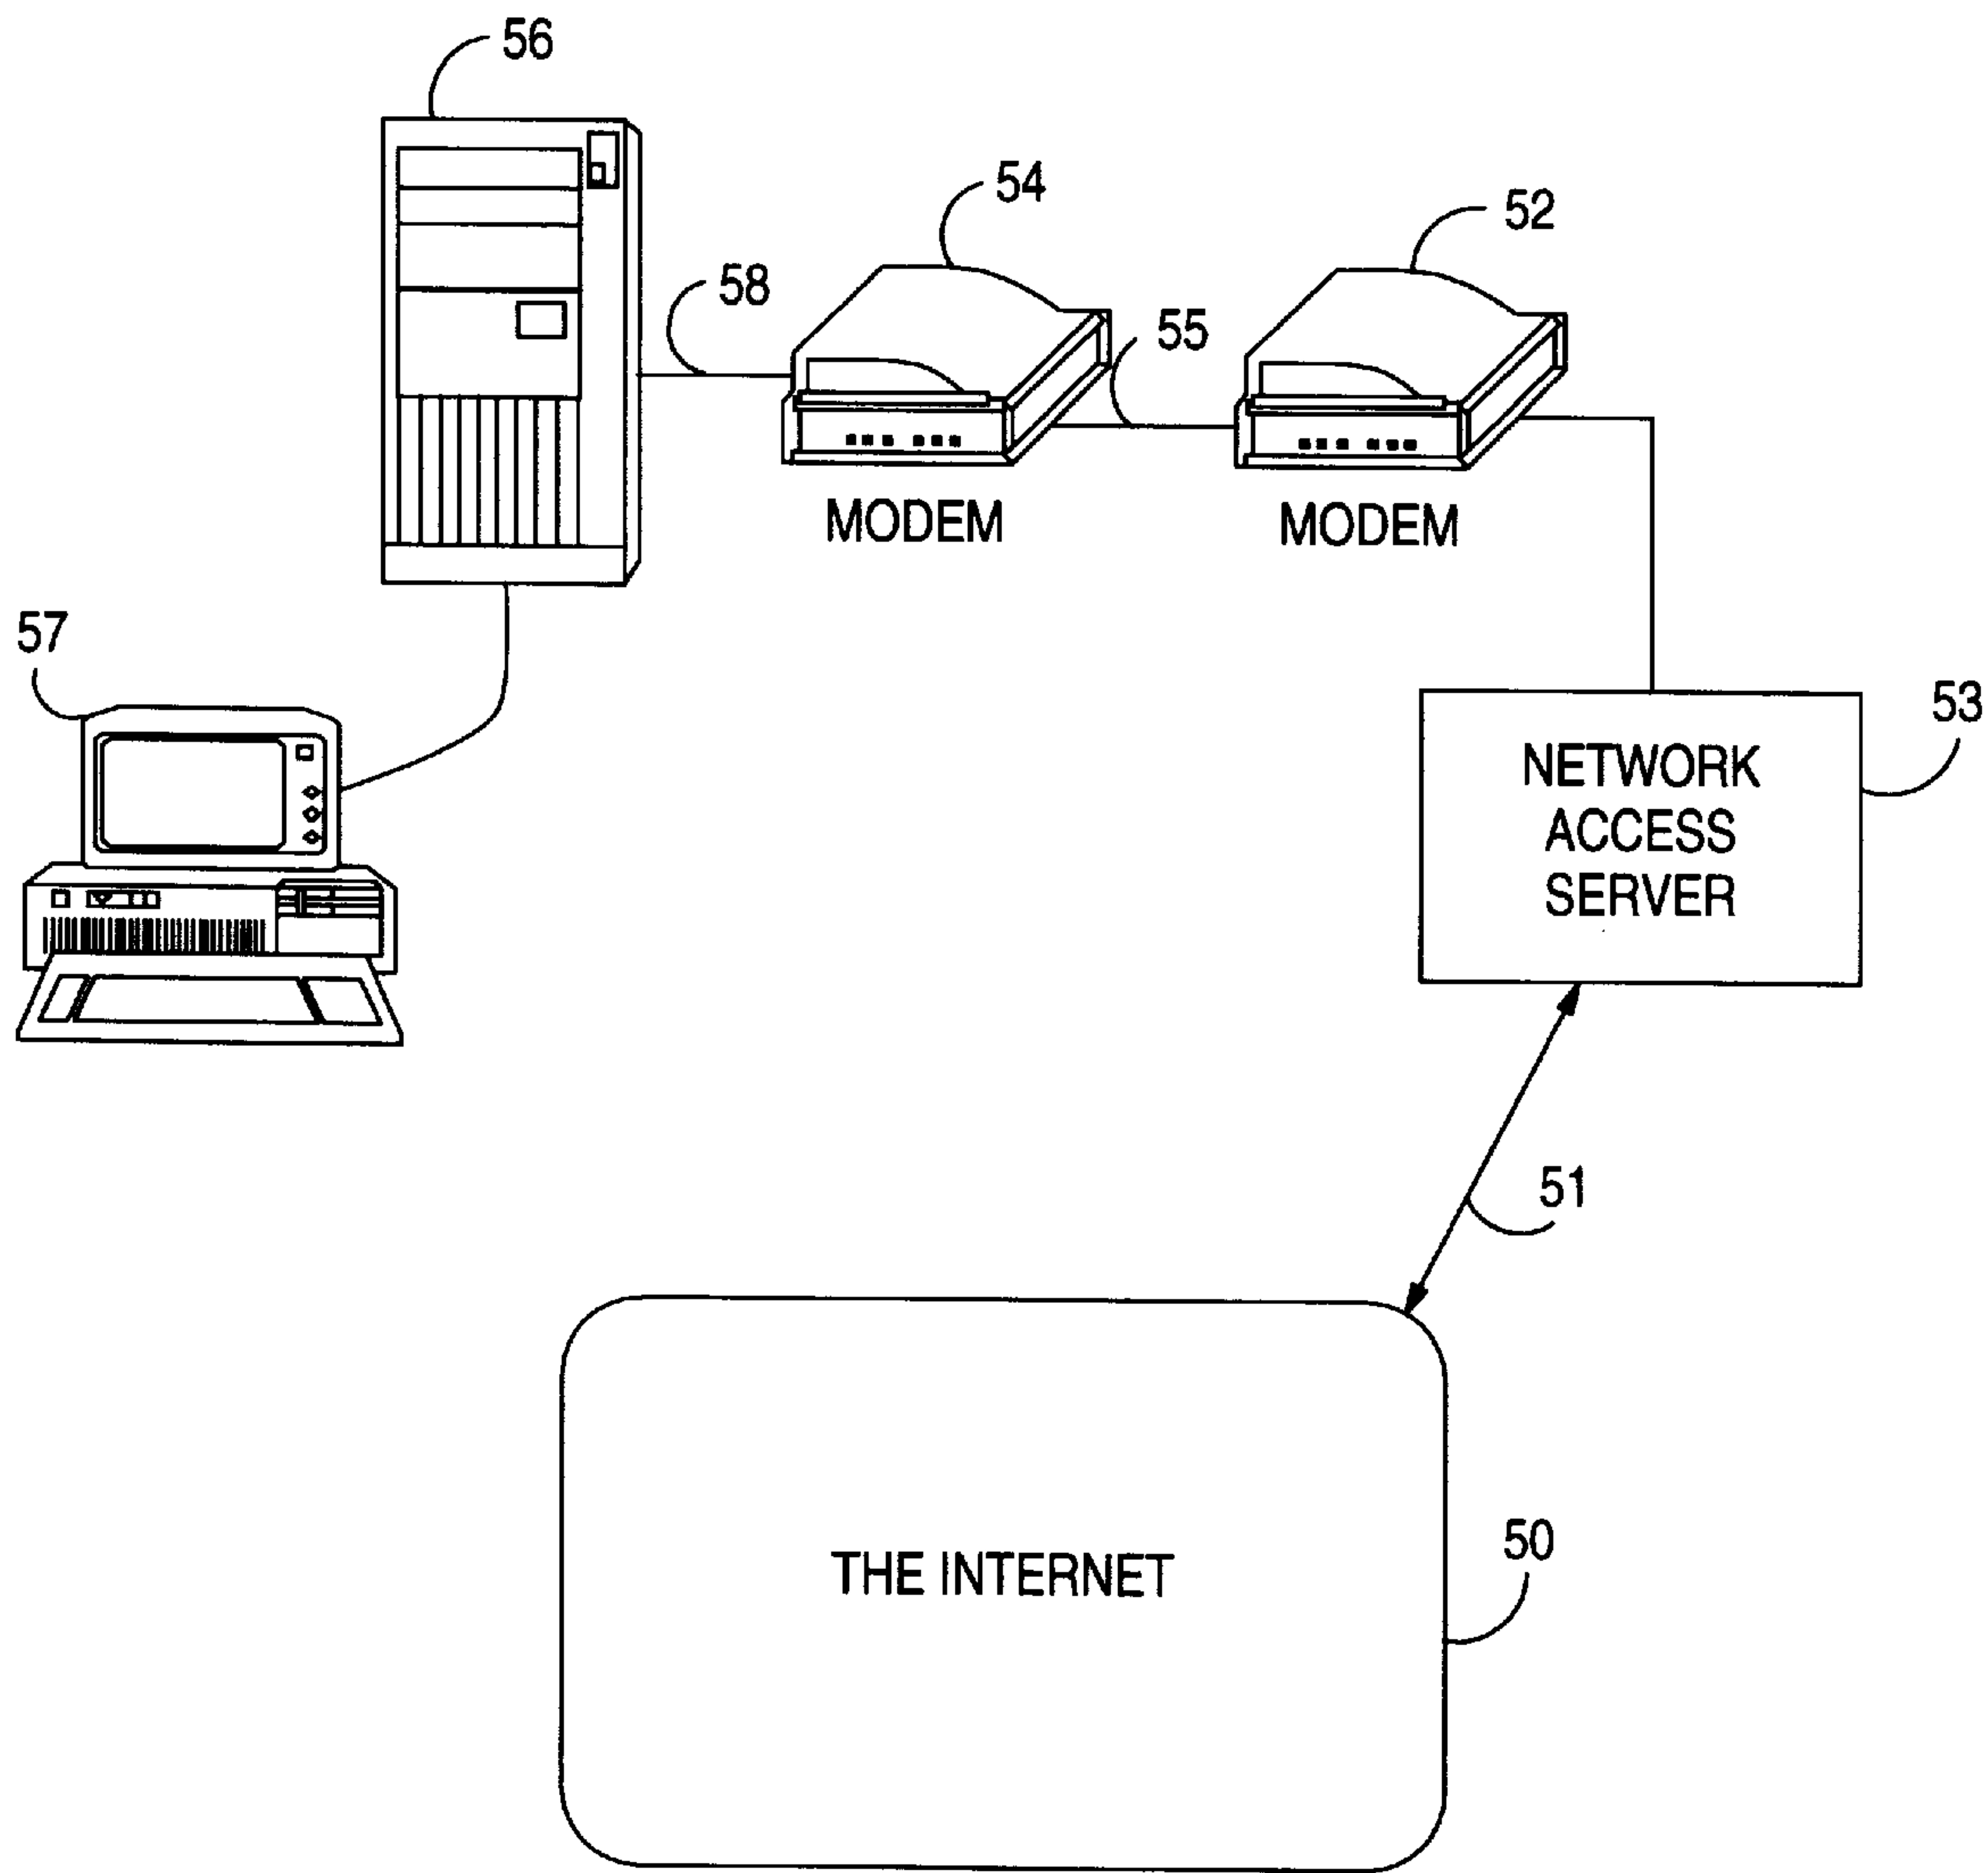 56
54
52
58
55
MODEM
MODEM
57
53
NETWORK
ACCESS
SERVER
51
THE INTERNET
50